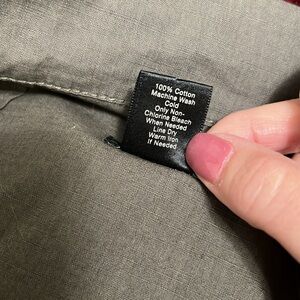 100% Cotton
Machine Wash
Cold
Only Non-
Chlorine Bleach
When Needed
Line Dry
Warm Iron
If Needed